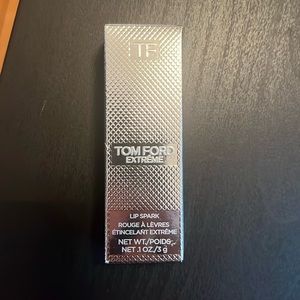 TF
TOM FORD
EXTRÊME
LIP SPARK
ROUGE À LÈVRES
ÉTINCELANT EXTRÊME
NET WT./POIDS
NET .1 OZ./3 g